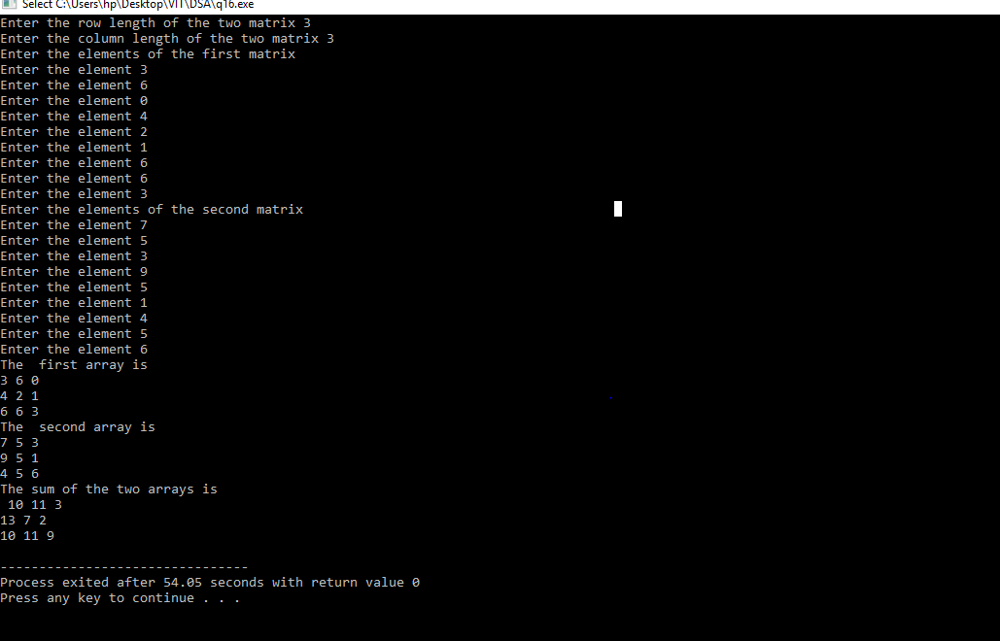 Select C:\Users\hp\Desktop\VIT\DSA\q16.exe
Enter the row length of the two matrix 3
Enter the column length of the two matrix 3
Enter the elements of the first matrix
Enter the element 3
Enter the element 6
Enter the element 0
Enter the element 4
Enter the element 2
Enter the element 1
Enter the element 6
Enter the element 6
Enter the element 3
Enter the elements of the second matrix
Enter the element 7
Enter the element 5
Enter the element 3
Enter the element 9
Enter the element 5
Enter the element 1
Enter the element 4
Enter the element 5
Enter the element 6
The  first array is
3 6 0
4 2 1
6 6 3
The  second array is
7 5 3
9 5 1
4 5 6
The sum of the two arrays is
 10 11 3
13 7 2
10 11 9
--------------------------------
Process exited after 54.05 seconds with return value 0
Press any key to continue . . .